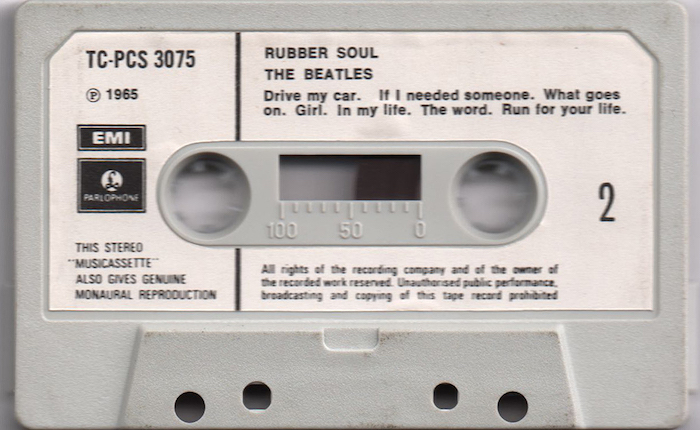 TC-PCS 3075
Ⓟ 1965
EMI
PARLOPHONE
THIS STEREO
"MUSICASSETTE"
ALSO GIVES GENUINE
MONAURAL REPRODUCTION
RUBBER SOUL
THE BEATLES
Drive my car. If I needed someone. What goes
on. Girl. In my life. The word. Run for your life.
100 50 0
2
All rights of the recording company and of the owner of
the recorded work reserved. Unauthorised public performance,
broadcasting and copying of this tape record prohibited